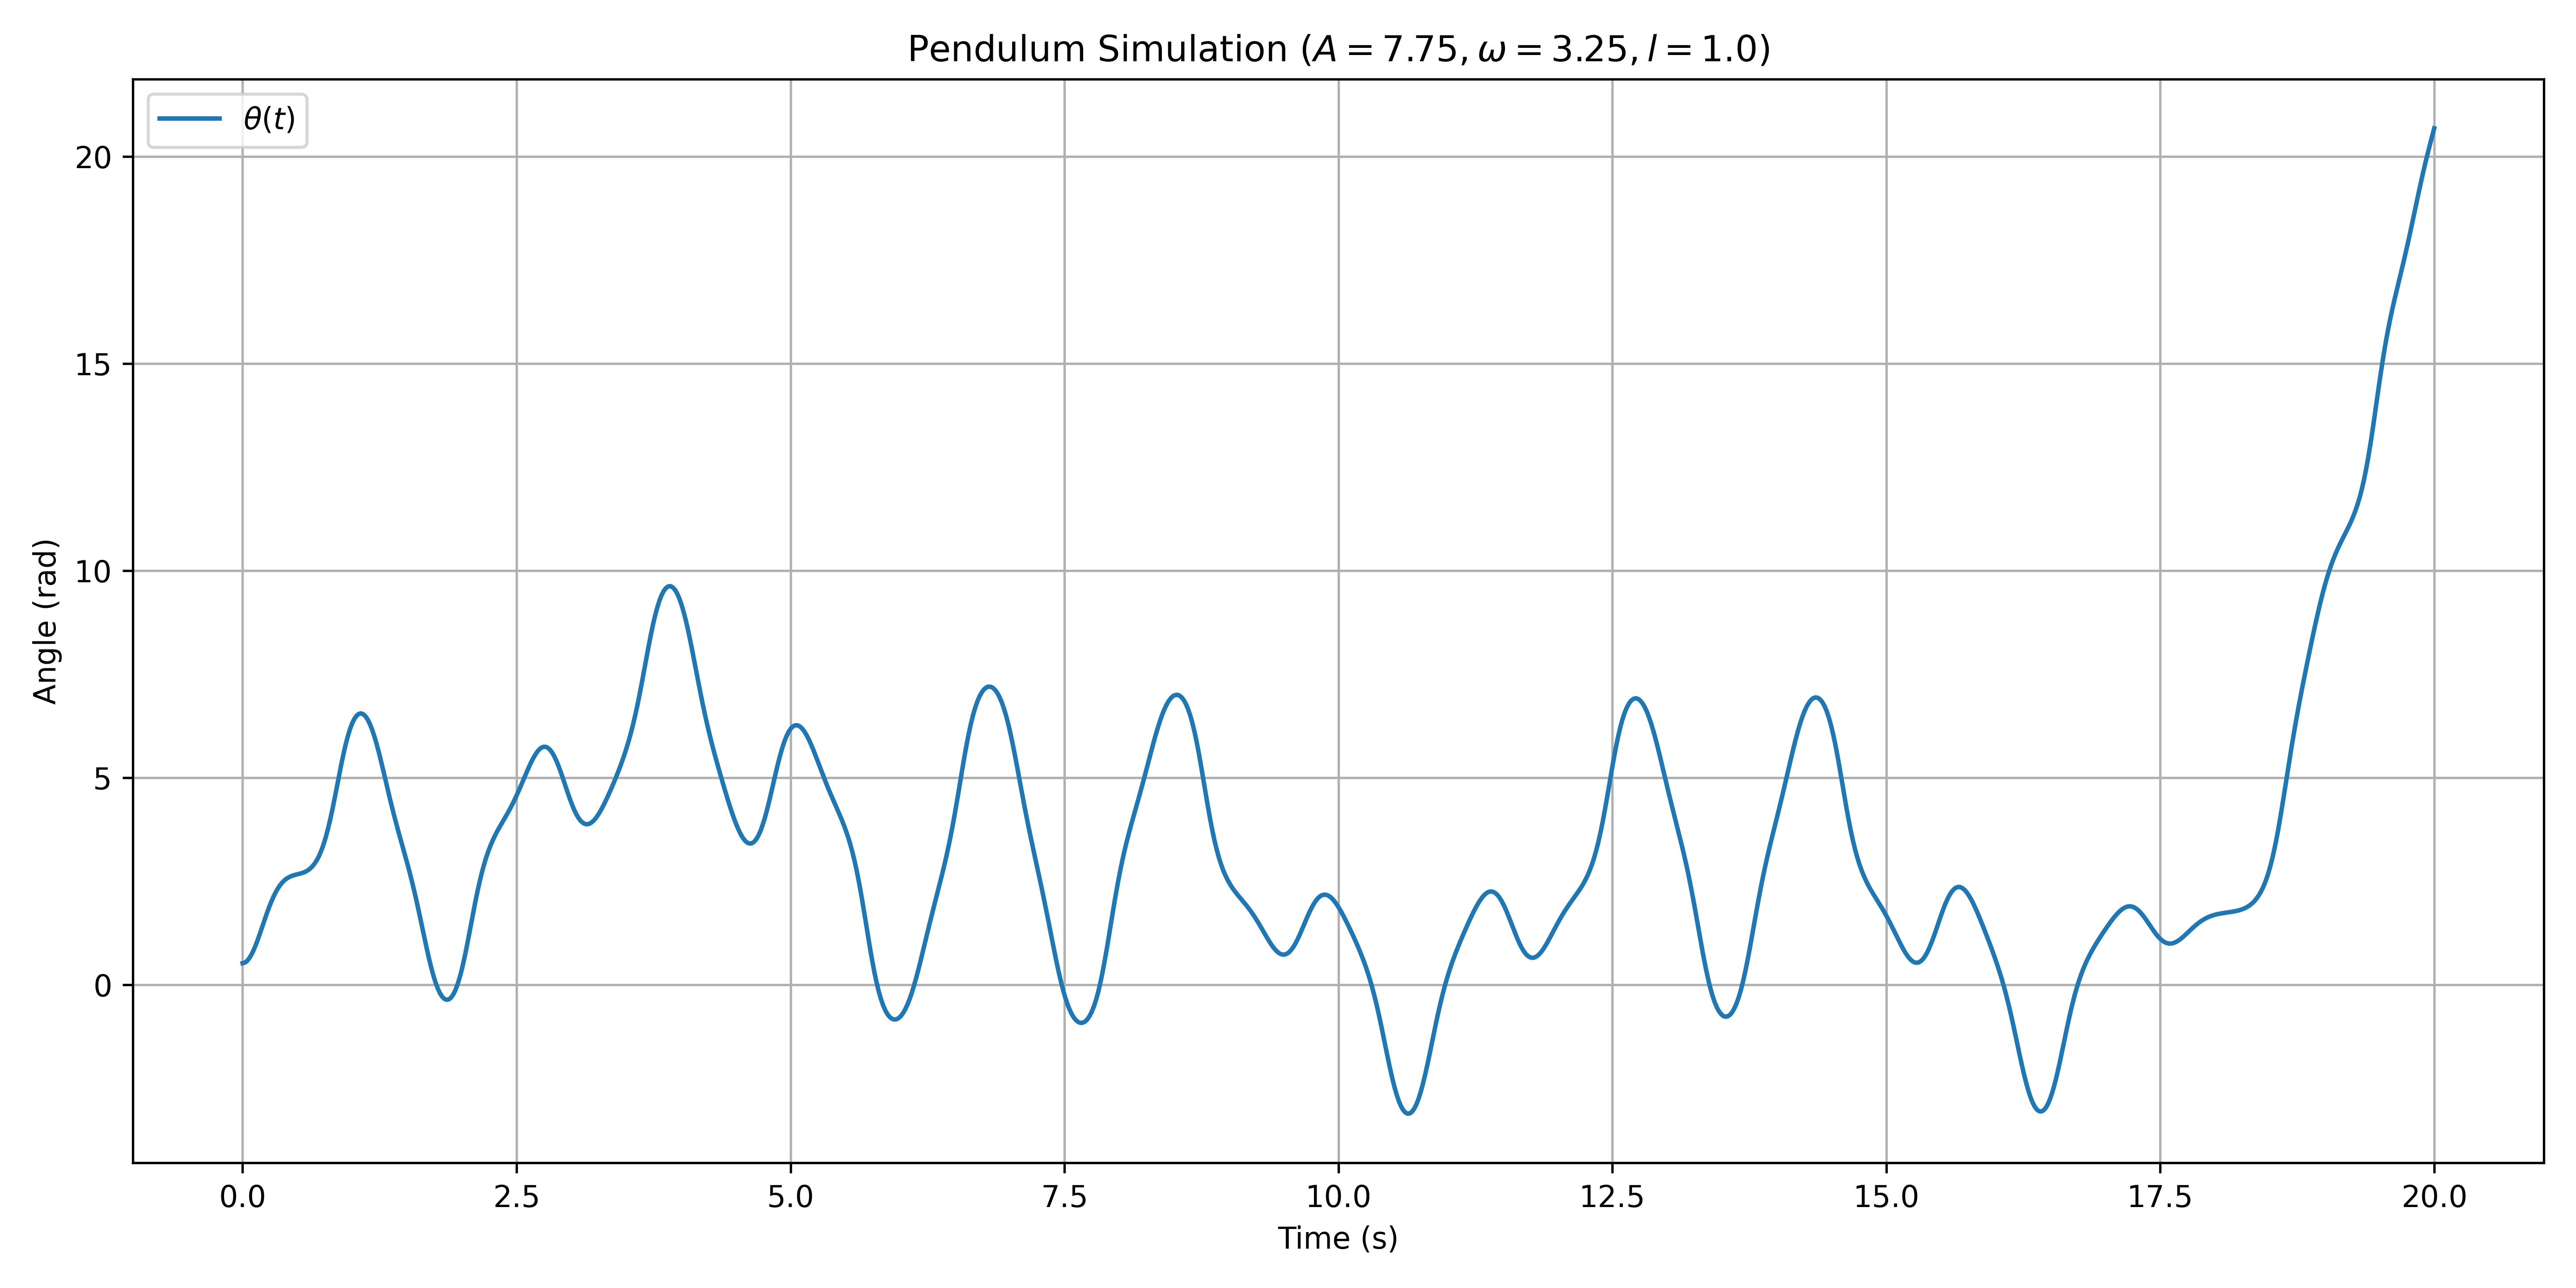 Pendulum Simulation (A = 7.75, ω = 3.25, l = 1.0)
θ(t)
20
15
10
5
0
Angle (rad)
0.0 2.5 5.0 7.5 10.0 12.5 15.0 17.5 20.0
Time (s)